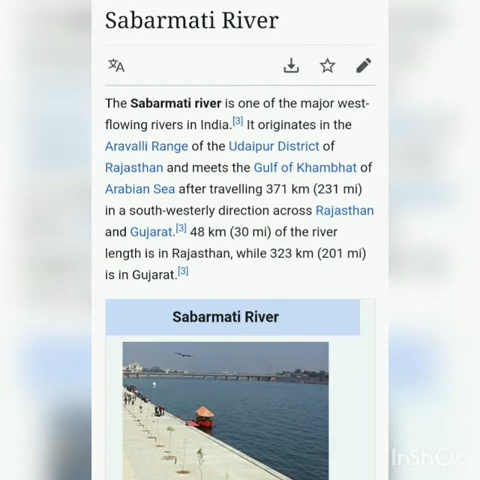 Sabarmati River
The Sabarmati river is one of the major west-
flowing rivers in India.[3] It originates in the
Aravalli Range of the Udaipur District of
Rajasthan and meets the Gulf of Khambhat of
Arabian Sea after travelling 371 km (231 mi)
in a south-westerly direction across Rajasthan
and Gujarat.[3] 48 km (30 mi) of the river
length is in Rajasthan, while 323 km (201 mi)
is in Gujarat.[3]
Sabarmati River
InShOt